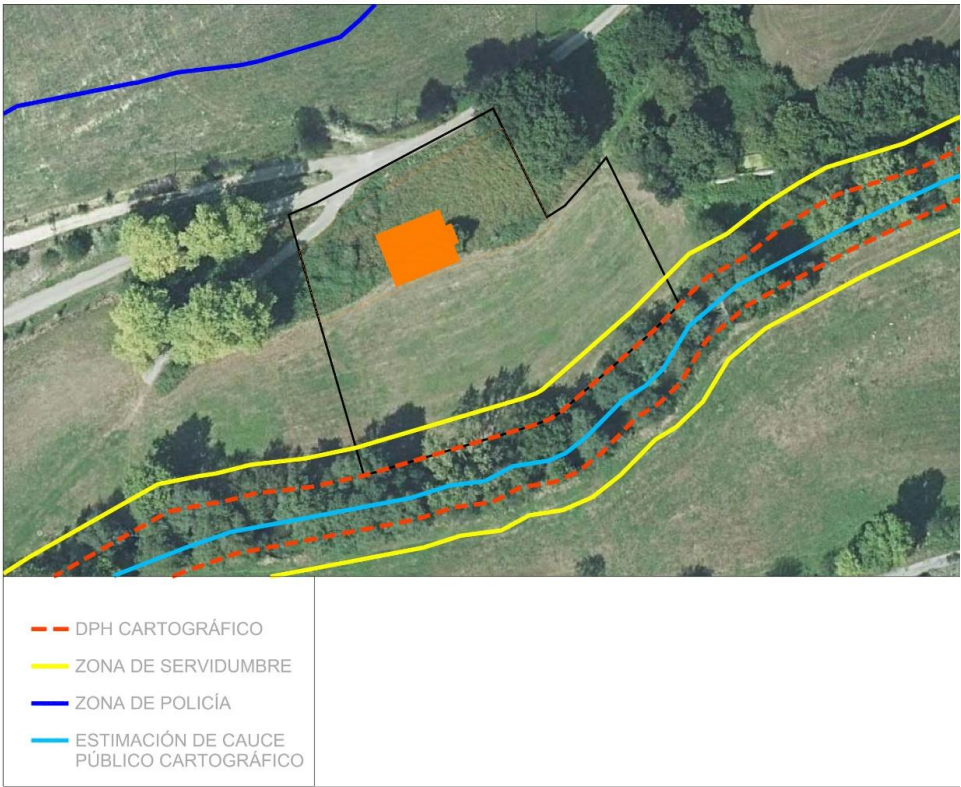 DPH CARTOGRÁFICO
ZONA DE SERVIDUMBRE
ZONA DE POLICÍA
ESTIMACIÓN DE CAUCE
PÚBLICO CARTOGRÁFICO